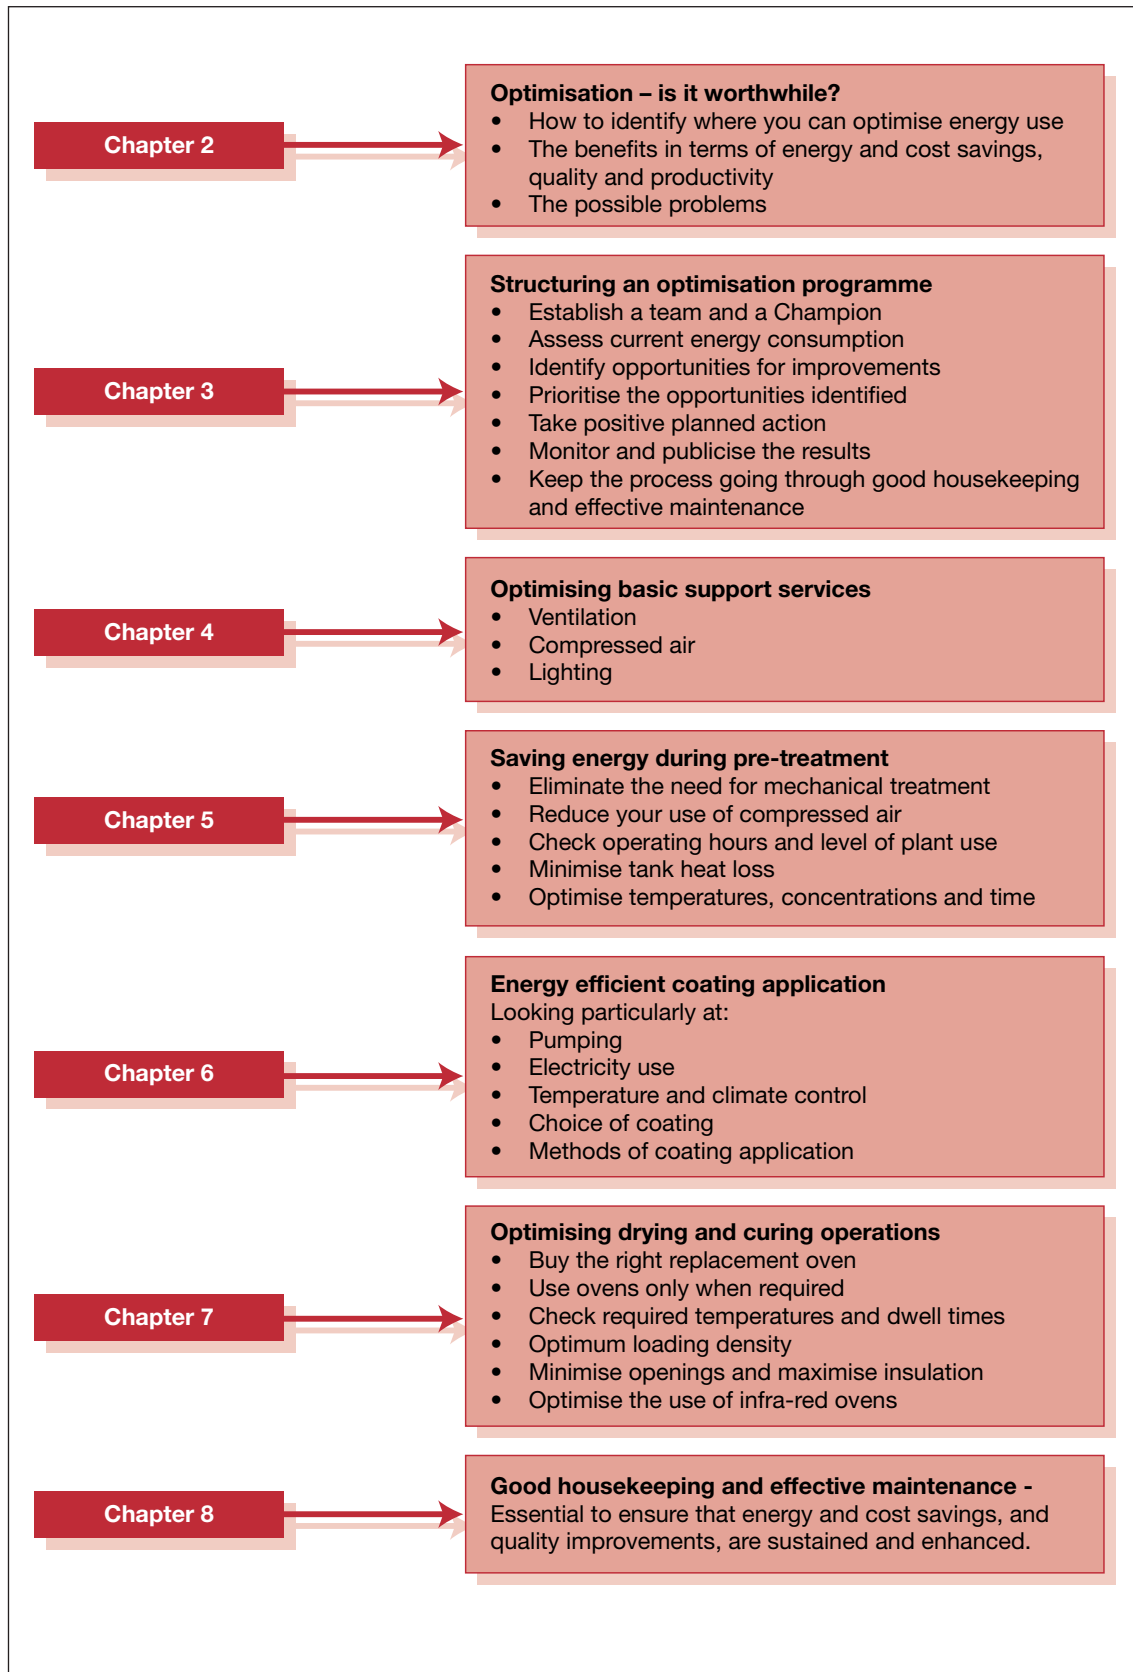 Chapter 2
Optimisation – is it worthwhile?
• How to identify where you can optimise energy use
• The benefits in terms of energy and cost savings,
quality and productivity
• The possible problems
Chapter 3
Structuring an optimisation programme
• Establish a team and a Champion
• Assess current energy consumption
• Identify opportunities for improvements
• Prioritise the opportunities identified
• Take positive planned action
• Monitor and publicise the results
• Keep the process going through good housekeeping
and effective maintenance
Chapter 4
Optimising basic support services
• Ventilation
• Compressed air
• Lighting
Chapter 5
Saving energy during pre-treatment
• Eliminate the need for mechanical treatment
• Reduce your use of compressed air
• Check operating hours and level of plant use
• Minimise tank heat loss
• Optimise temperatures, concentrations and time
Chapter 6
Energy efficient coating application
Looking particularly at:
• Pumping
• Electricity use
• Temperature and climate control
• Choice of coating
• Methods of coating application
Chapter 7
Optimising drying and curing operations
• Buy the right replacement oven
• Use ovens only when required
• Check required temperatures and dwell times
• Optimum loading density
• Minimise openings and maximise insulation
• Optimise the use of infra-red ovens
Chapter 8
Good housekeeping and effective maintenance -
Essential to ensure that energy and cost savings, and
quality improvements, are sustained and enhanced.